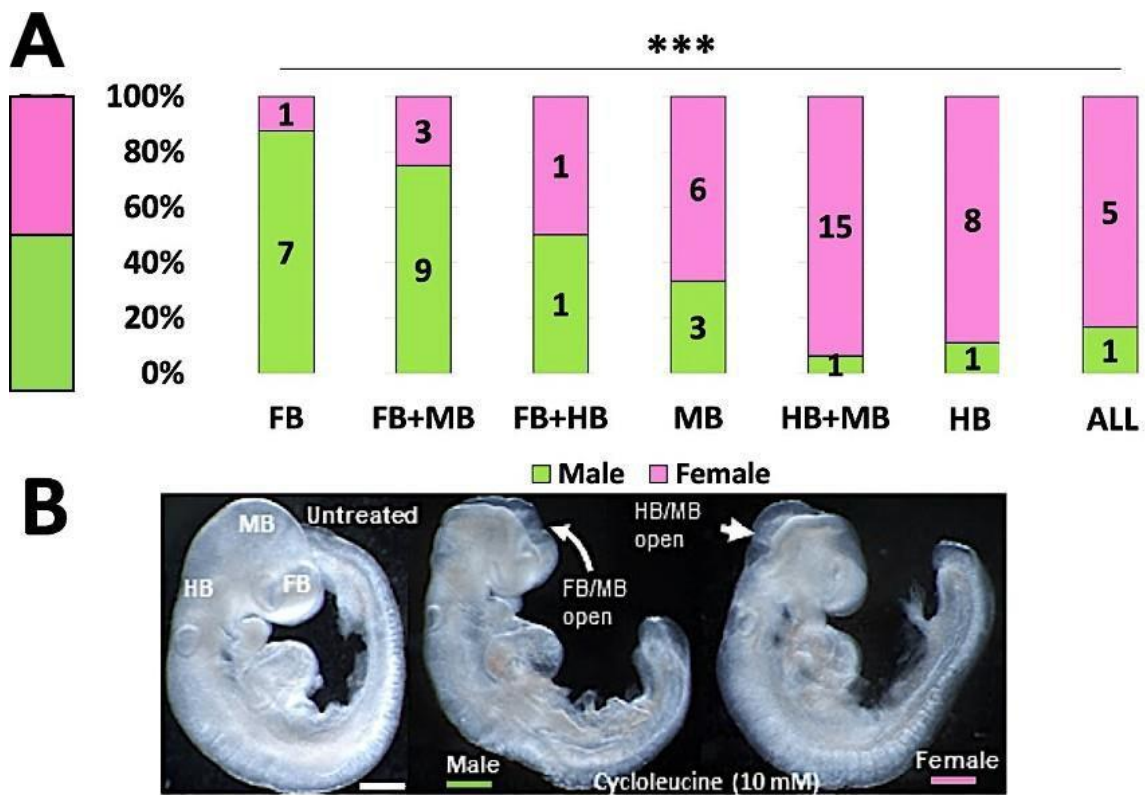 A
***
100%
80%
60%
40%
20%
0%
1
7
3
9
1
1
6
3
15
1
8
1
5
1
FB
FB+MB
FB+HB
MB
HB+MB
HB
ALL
Male
Female
B
MB
Untreated
HB
FB
FB/MB
open
HB/MB
open
Male
Cycloleucine (10 mM)
Female